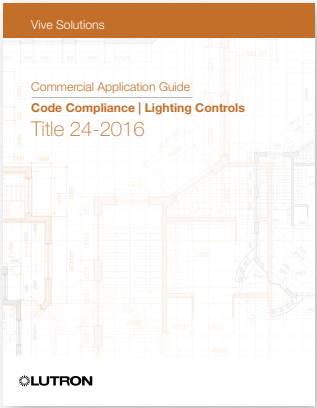 Vive Solutions
Commercial Application Guide
Code Compliance | Lighting Controls
Title 24-2016
LUTRON